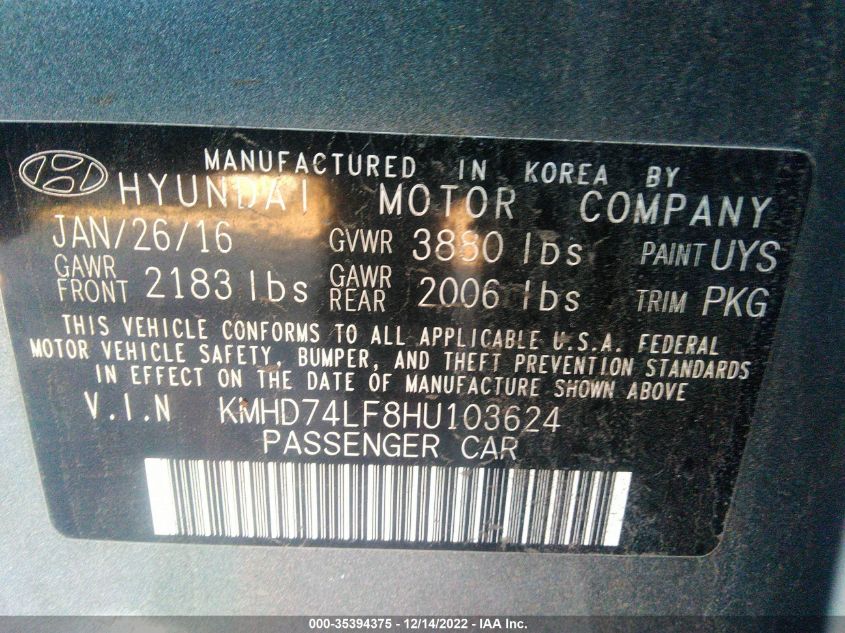 MANUFACTURED IN KOREA BY
HYUNDAI MOTOR COMPANY
JAN/26/16 GVWR 3880 lbs PAINT UYS
GAWR FRONT 2183 lbs GAWR REAR 2006 lbs TRIM PKG
THIS VEHICLE CONFORMS TO ALL APPLICABLE U.S.A. FEDERAL
MOTOR VEHICLE SAFETY, BUMPER, AND THEFT PREVENTION STANDARDS
IN EFFECT ON THE DATE OF MANUFACTURE SHOWN ABOVE
V.I.N KMHD74LF8HU103624
PASSENGER CAR
000-35394375 - 12/14/2022 - IAA Inc.